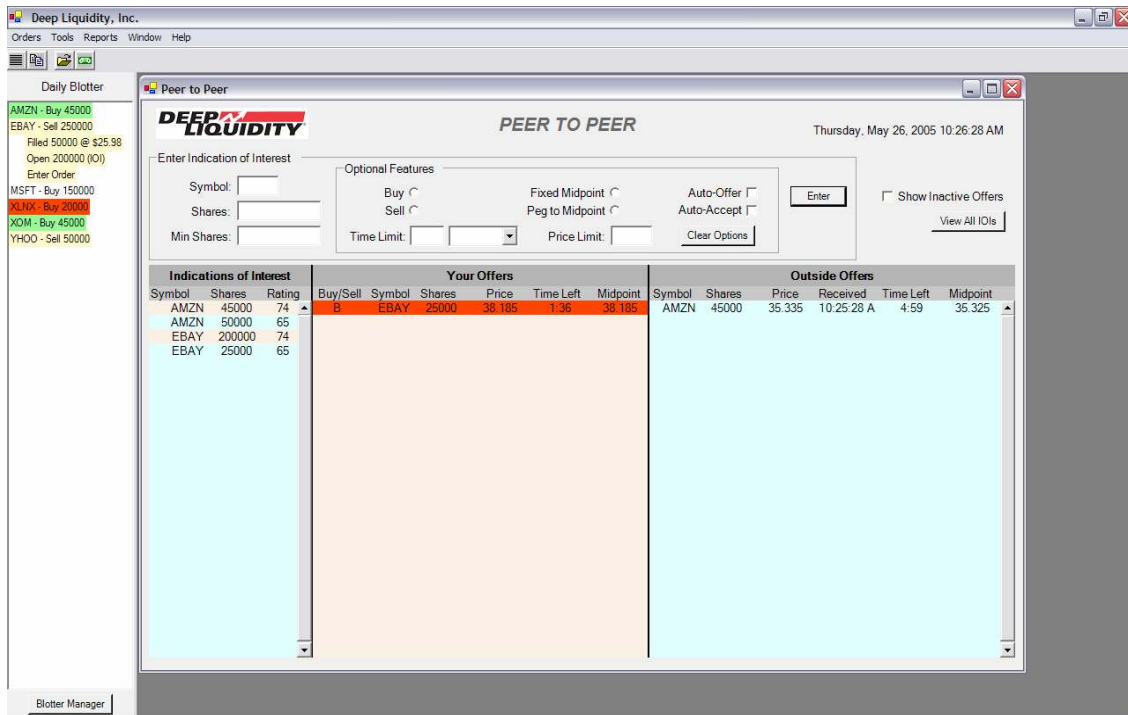 Deep Liquidity, Inc.
Orders Tools Reports Window Help
Daily Blotter
AMZN - Buy 45000
EBAY - Sell 250000
Filled 50000 @ $25.98
Open 200000 (IOI)
Enter Order
MSFT - Buy 150000
XLNX - Buy 20000
XOM - Buy 45000
YHOO - Sell 50000
Blotter Manager
Peer to Peer
DEEP LIQUIDITY
PEER TO PEER
Thursday, May 26, 2005 10:26:28 AM
Enter Indication of Interest
Symbol:
Shares:
Min Shares:
Optional Features
Buy Fixed Midpoint Auto-Offer
Sell Peg to Midpoint Auto-Accept
Time Limit: Price Limit: Clear Options
Enter
Show Inactive Offers
View All IOIs
Indications of Interest
Symbol Shares Rating
AMZN 45000 74
AMZN 50000 65
EBAY 200000 74
EBAY 25000 65
Your Offers
Buy/Sell Symbol Shares Price Time Left Midpoint
B EBAY 25000 38.185 1:36 38.185
Outside Offers
Symbol Shares Price Received Time Left Midpoint
AMZN 45000 35.335 10:25:28 A 4:59 35.325